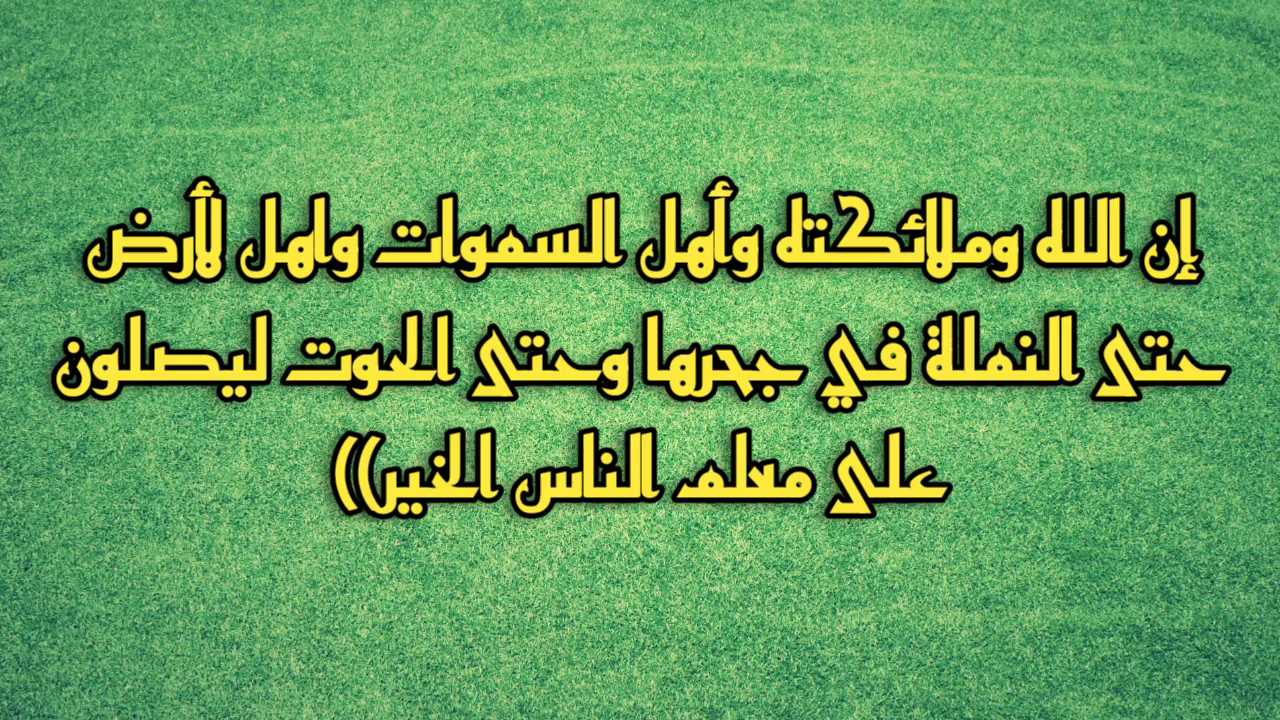 إن الله وملائكته وأهل السموات واهل لأرض
حتى النملة في جحرها وحتى الحوت ليصلون
على معلم الناس الخير))